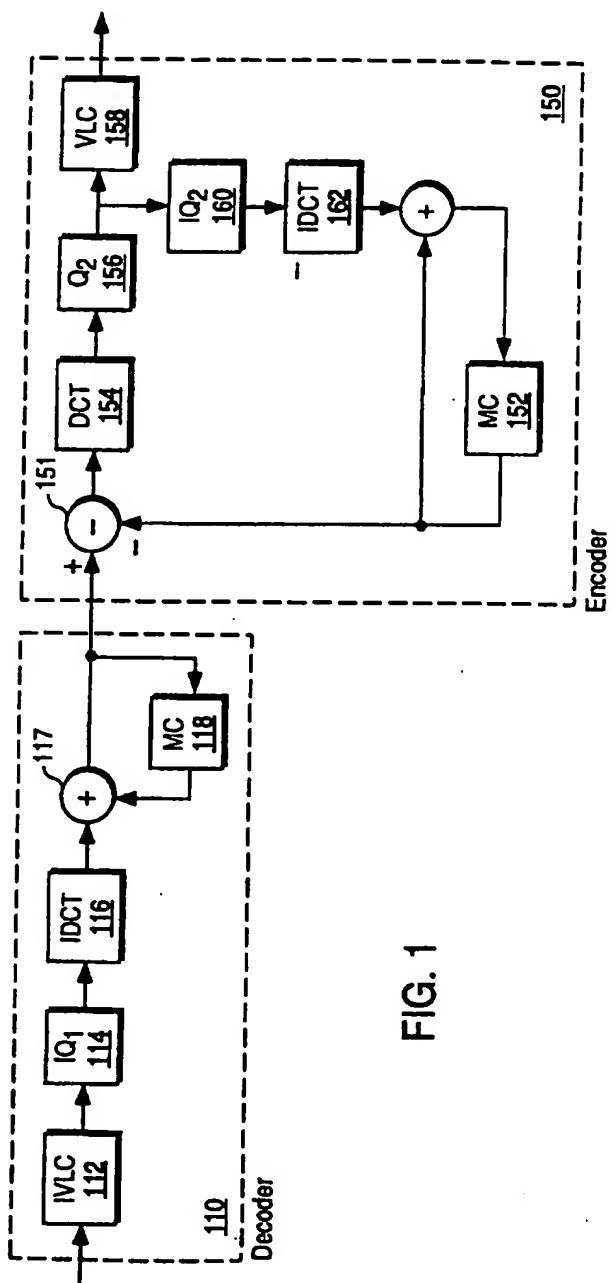 IVLC
112
IQ1
114
IDCT
116
117
+
MC
118
110
Decoder
+
−
151
−
DCT
154
Q2
156
VLC
158
IQ2
160
−
IDCT
162
+
MC
152
150
Encoder
FIG. 1